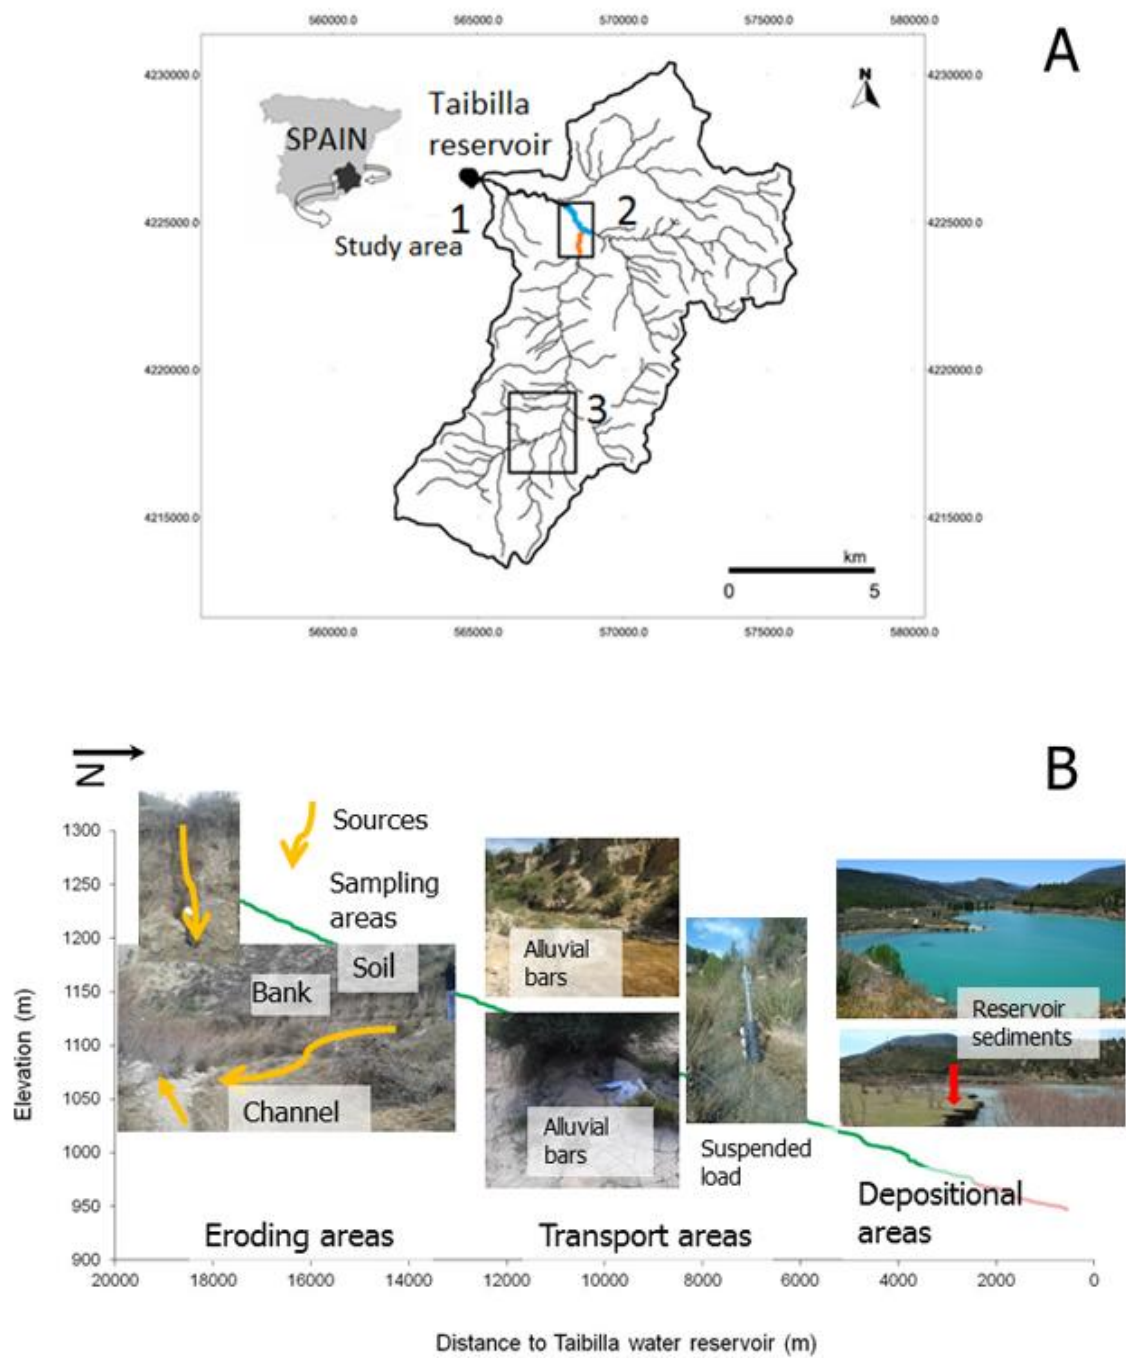 560000.0 565000.0 570000.0 575000.0 580000.0
A
4230000.0 4230000.0
N
Taibilla
reservoir
SPAIN
1 2
4225000.0 4225000.0
Study area
4220000.0 4220000.0
3
4215000.0 4215000.0
km
0 5
560000.0 565000.0 570000.0 575000.0 580000.0
N
B
Sources
Sampling
areas
Soil
Bank
Channel
Alluvial
bars
Alluvial
bars
Suspended
load
Reservoir
sediments
Depositional
areas
Eroding areas
Transport areas
Elevation (m)
1300
1250
1200
1150
1100
1050
1000
950
900
20000 18000 16000 14000 12000 10000 8000 6000 4000 2000 0
Distance to Taibilla water reservoir (m)